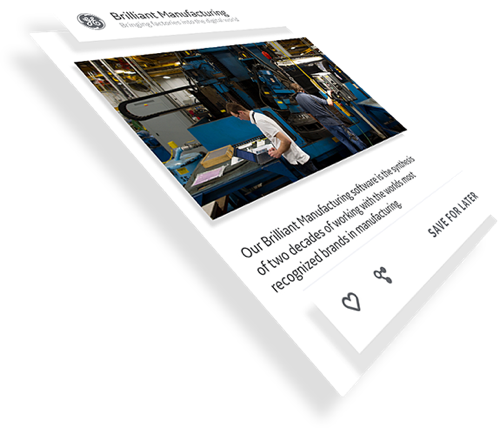 Brilliant Manufacturing
Bringing factories into the digital world
Our Brilliant Manufacturing software is the synthesis
of two decades of working with the worlds most
recognized brands in manufacturing.
SAVE FOR LATER